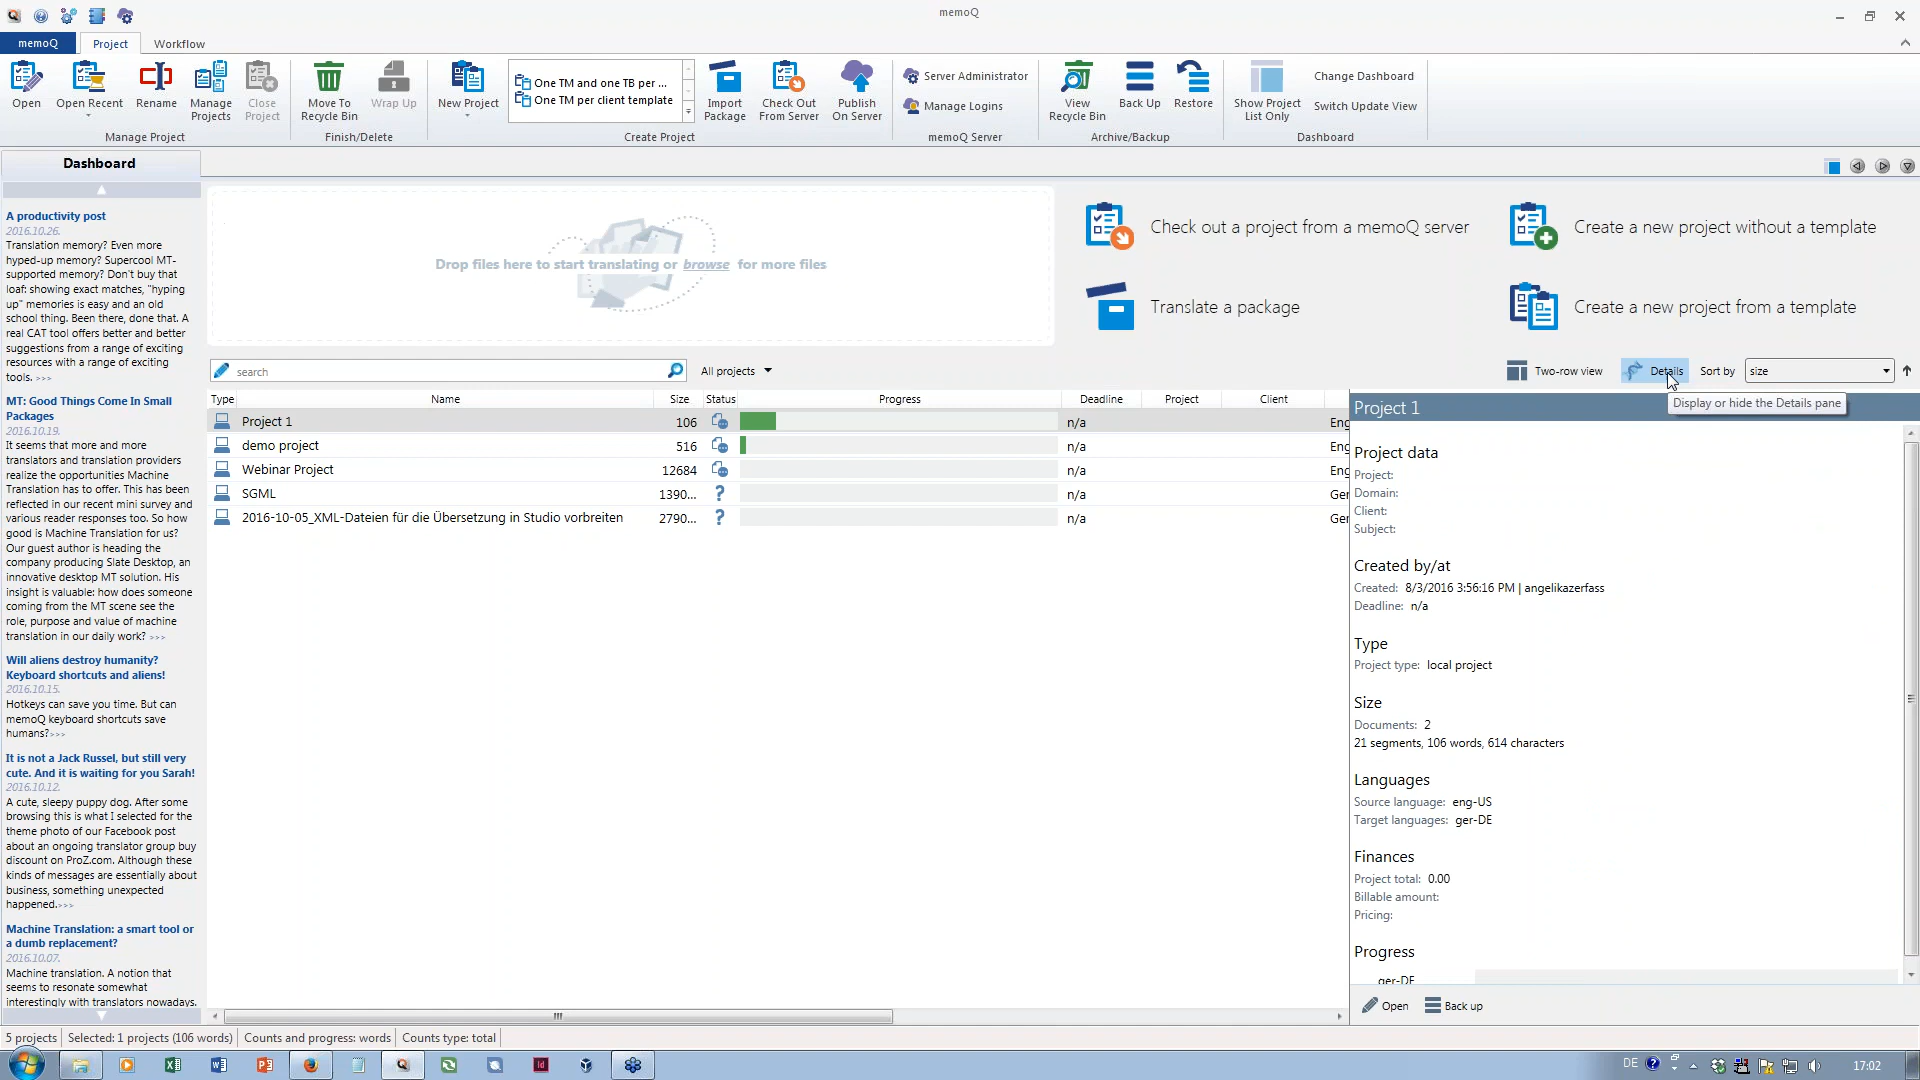 memoQ
memoQ
Project
Workflow
Open
Open Recent
Rename
Manage
Projects
Close
Project
Manage Project
Move To
Recycle Bin
Wrap Up
Finish/Delete
New Project
One TM and one TB per ...
One TM per client template
Import
Package
Check Out
From Server
Publish
On Server
Create Project
Server Administrator
Manage Logins
memoQ Server
View
Recycle Bin
Back Up
Restore
Archive/Backup
Show Project
List Only
Change Dashboard
Switch Update View
Dashboard
Dashboard
A productivity post
2016.10.26.
Translation memory? Even more
hyped-up memory? Supercool MT-
supported memory? Don't buy that
loaf: showing exact matches, "hyping
up" memories is easy and an old
school thing. Been there, done that. A
real CAT tool offers better and better
suggestions from a range of exciting
resources with a range of exciting
tools. >>>
MT: Good Things Come In Small
Packages
2016.10.19.
It seems that more and more
translators and translation providers
realize the opportunities Machine
Translation has to offer. This has been
reflected in our recent mini survey and
various reader responses too. So how
good is Machine Translation for us?
Our guest author is heading the
company producing Slate Desktop, an
innovative desktop MT solution. His
insight is valuable: how does someone
coming from the MT scene see the
role, purpose and value of machine
translation in our daily work? >>>
Will aliens destroy humanity?
Keyboard shortcuts and aliens!
2016.10.15.
Hotkeys can save you time. But can
memoQ keyboard shortcuts save
humans?>>>
It is not a Jack Russel, but still very
cute. And it is waiting for you Sarah!
2016.10.12.
A cute, sleepy puppy dog. After some
browsing this is what I selected for the
theme photo of our Facebook post
about an ongoing translator group buy
discount on ProZ.com. Although these
kinds of messages are essentially about
business, something unexpected
happened.>>>
Machine Translation: a smart tool or
a dumb replacement?
2016.10.07.
Machine translation. A notion that
seems to resonate somewhat
interestingly with translators nowadays.
Drop files here to start translating or browse for more files
Check out a project from a memoQ server
Create a new project without a template
Translate a package
Create a new project from a template
search
All projects
Two-row view
Details
Sort by
size
Display or hide the Details pane
Type Name Size Status Progress Deadline Project Client
Project 1 106 n/a Eng
demo project 516 n/a Eng
Webinar Project 12684 n/a Eng
SGML 1390... ? n/a Ger
2016-10-05_XML-Dateien für die Übersetzung in Studio vorbreiten 2790... ? n/a Ger
Project 1
Project data
Project:
Domain:
Client:
Subject:
Created by/at
Created: 8/3/2016 3:56:16 PM | angelikazerfass
Deadline: n/a
Type
Project type: local project
Size
Documents: 2
21 segments, 106 words, 614 characters
Languages
Source language: eng-US
Target languages: ger-DE
Finances
Project total: 0.00
Billable amount:
Pricing:
Progress
ger-DE
Open
Back up
5 projects Selected: 1 projects (106 words) Counts and progress: words Counts type: total
DE
17:02